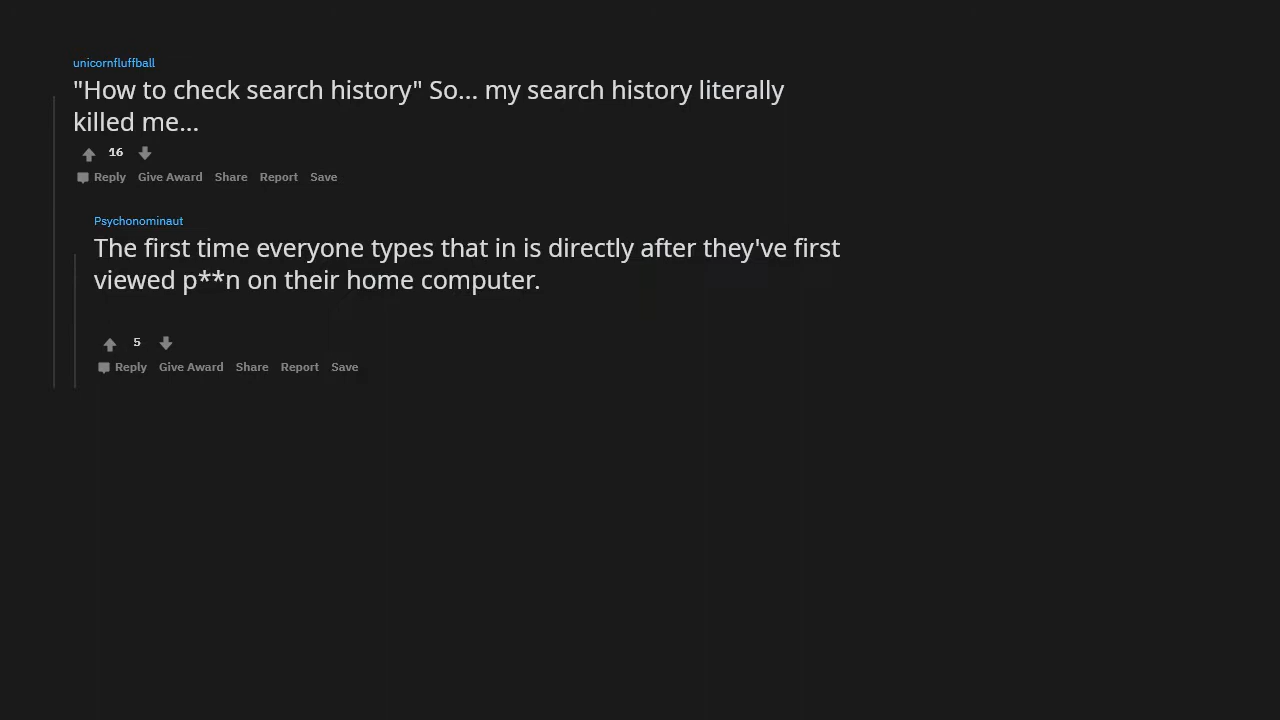 unicornfluffball
"How to check search history" So... my search history literally
killed me...
16
Reply Give Award Share Report Save
Psychonominaut
The first time everyone types that in is directly after they've first
viewed p**n on their home computer.
5
Reply Give Award Share Report Save